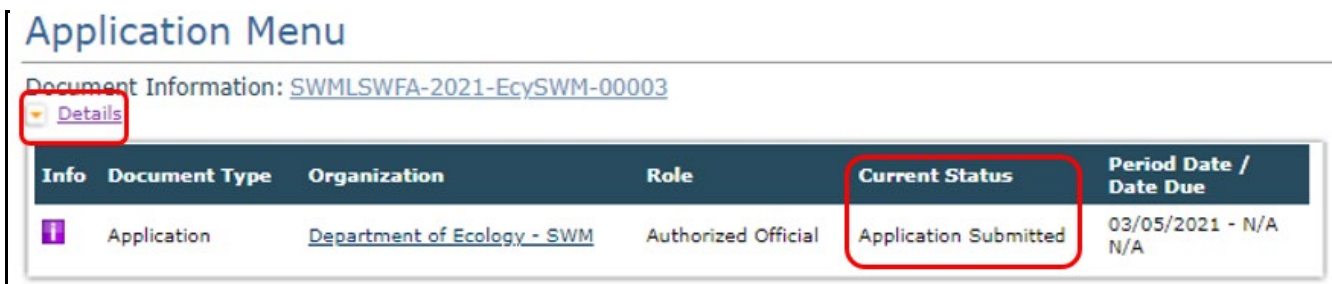 Application Menu
Document Information: SWMLSWFA-2021-EcySWM-00003
Details
Info Document Type Organization Role Current Status Period Date / Date Due
i Application Department of Ecology - SWM Authorized Official Application Submitted 03/05/2021 - N/A N/A